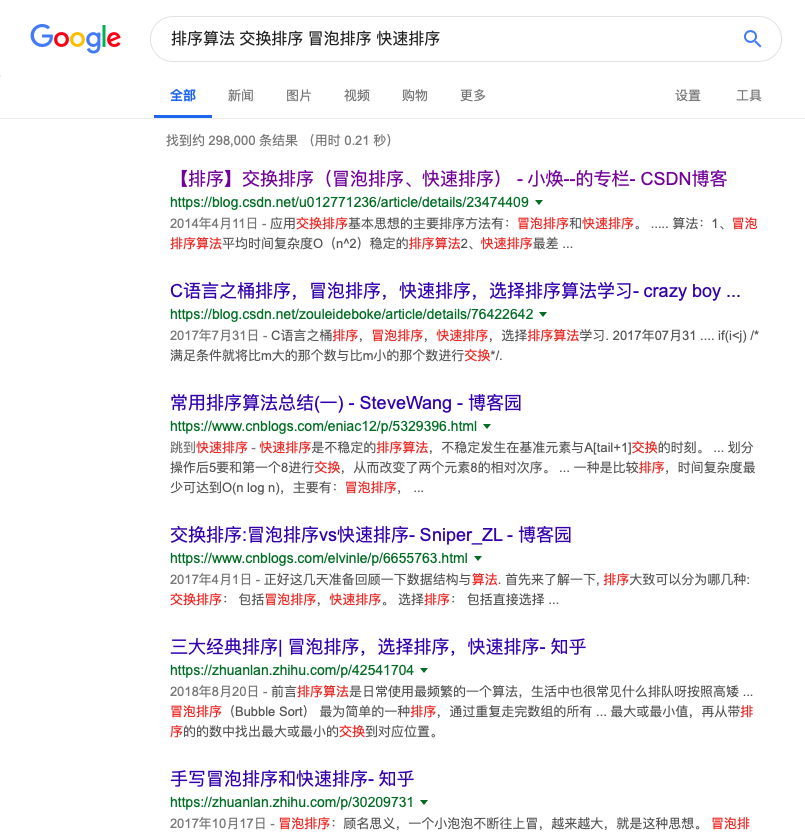 Google
排序算法 交换排序 冒泡排序 快速排序
全部 新闻 图片 视频 购物 更多 设置 工具
找到约 298,000 条结果 （用时 0.21 秒）
【排序】交换排序（冒泡排序、快速排序） - 小焕--的专栏- CSDN博客
https://blog.csdn.net/u012771236/article/details/23474409
2014年4月11日 - 应用交换排序基本思想的主要排序方法有：冒泡排序和快速排序。 ..... 算法：1、冒泡
排序算法平均时间复杂度O（n^2）稳定的排序算法2、快速排序最差 ...
C语言之桶排序，冒泡排序，快速排序，选择排序算法学习- crazy boy ...
https://blog.csdn.net/zouleideboke/article/details/76422642
2017年7月31日 - C语言之桶排序，冒泡排序，快速排序，选择排序算法学习. 2017年07月31 .... if(i<j) /*
满足条件就将比m大的那个数与比m小的那个数进行交换*/.
常用排序算法总结(一) - SteveWang - 博客园
https://www.cnblogs.com/eniac12/p/5329396.html
跳到快速排序 - 快速排序是不稳定的排序算法，不稳定发生在基准元素与A[tail+1]交换的时刻。 ... 划分
操作后5要和第一个8进行交换，从而改变了两个元素8的相对次序。 ... 一种是比较排序，时间复杂度最
少可达到O(n log n)，主要有：冒泡排序， ...
交换排序:冒泡排序vs快速排序- Sniper_ZL - 博客园
https://www.cnblogs.com/elvinle/p/6655763.html
2017年4月1日 - 正好这几天准备回顾一下数据结构与算法. 首先来了解一下, 排序大致可以分为哪几种:
交换排序： 包括冒泡排序，快速排序。 选择排序： 包括直接选择 ...
三大经典排序| 冒泡排序，选择排序，快速排序- 知乎
https://zhuanlan.zhihu.com/p/42541704
2018年8月20日 - 前言排序算法是日常使用最频繁的一个算法，生活中也很常见什么排队呀按照高矮 ...
冒泡排序（Bubble Sort） 最为简单的一种排序，通过重复走完数组的所有 ... 最大或最小值，再从带排
序的的数中找出最大或最小的交换到对应位置。
手写冒泡排序和快速排序- 知乎
https://zhuanlan.zhihu.com/p/30209731
2017年10月17日 - 冒泡排序：顾名思义，一个小泡泡不断往上冒，越来越大，就是这种思想。 冒泡排